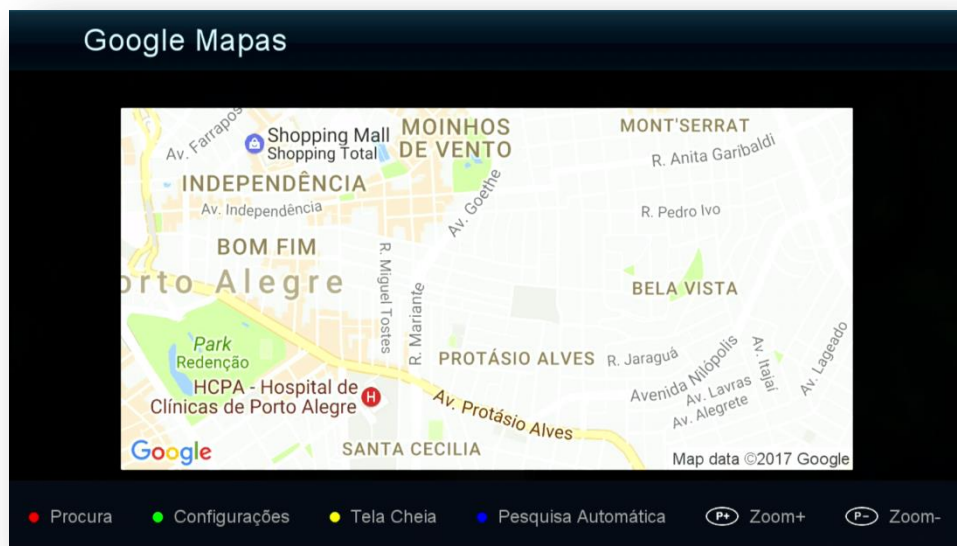 Google Mapas
Av. Farrapos
Shopping Mall
Shopping Total
MOINHOS
DE VENTO
MONT'SERRAT
R. Anita Garibaldi
INDEPENDÊNCIA
Av. Independência
Av. Goethe
R. Pedro Ivo
BOM FIM
rto Alegre
R. Miguel Tostes
R. Mariante
BELA VISTA
Park
Redenção
PROTÁSIO ALVES
R. Jaraguá
Avenida Nilópolis
Av. Itajaí
Av. Lageado
HCPA - Hospital de
Clínicas de Porto Alegre
H
Av. Lavras
Av. Alegrete
Av. Protásio Alves
SANTA CECILIA
Google
Map data ©2017 Google
Procura
Configurações
Tela Cheia
Pesquisa Automática
P+ Zoom+
P- Zoom-